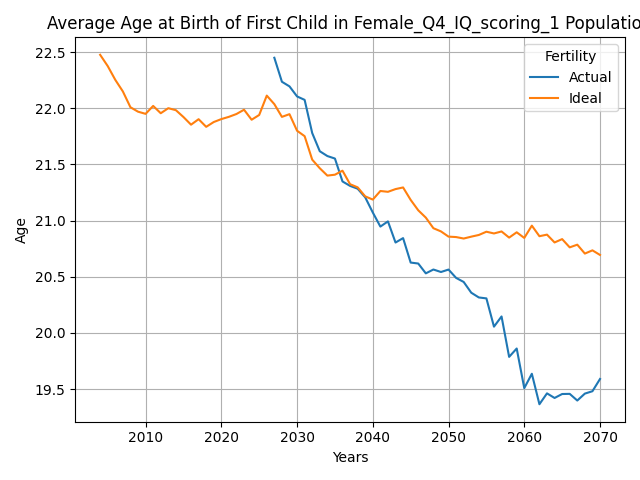 Average Age at Birth of First Child in Female_Q4_IQ_scoring_1 Populatio
Fertility
Actual
Ideal
22.5
22.0
21.5
21.0
20.5
20.0
19.5
Age
2010 2020 2030 2040 2050 2060 2070
Years